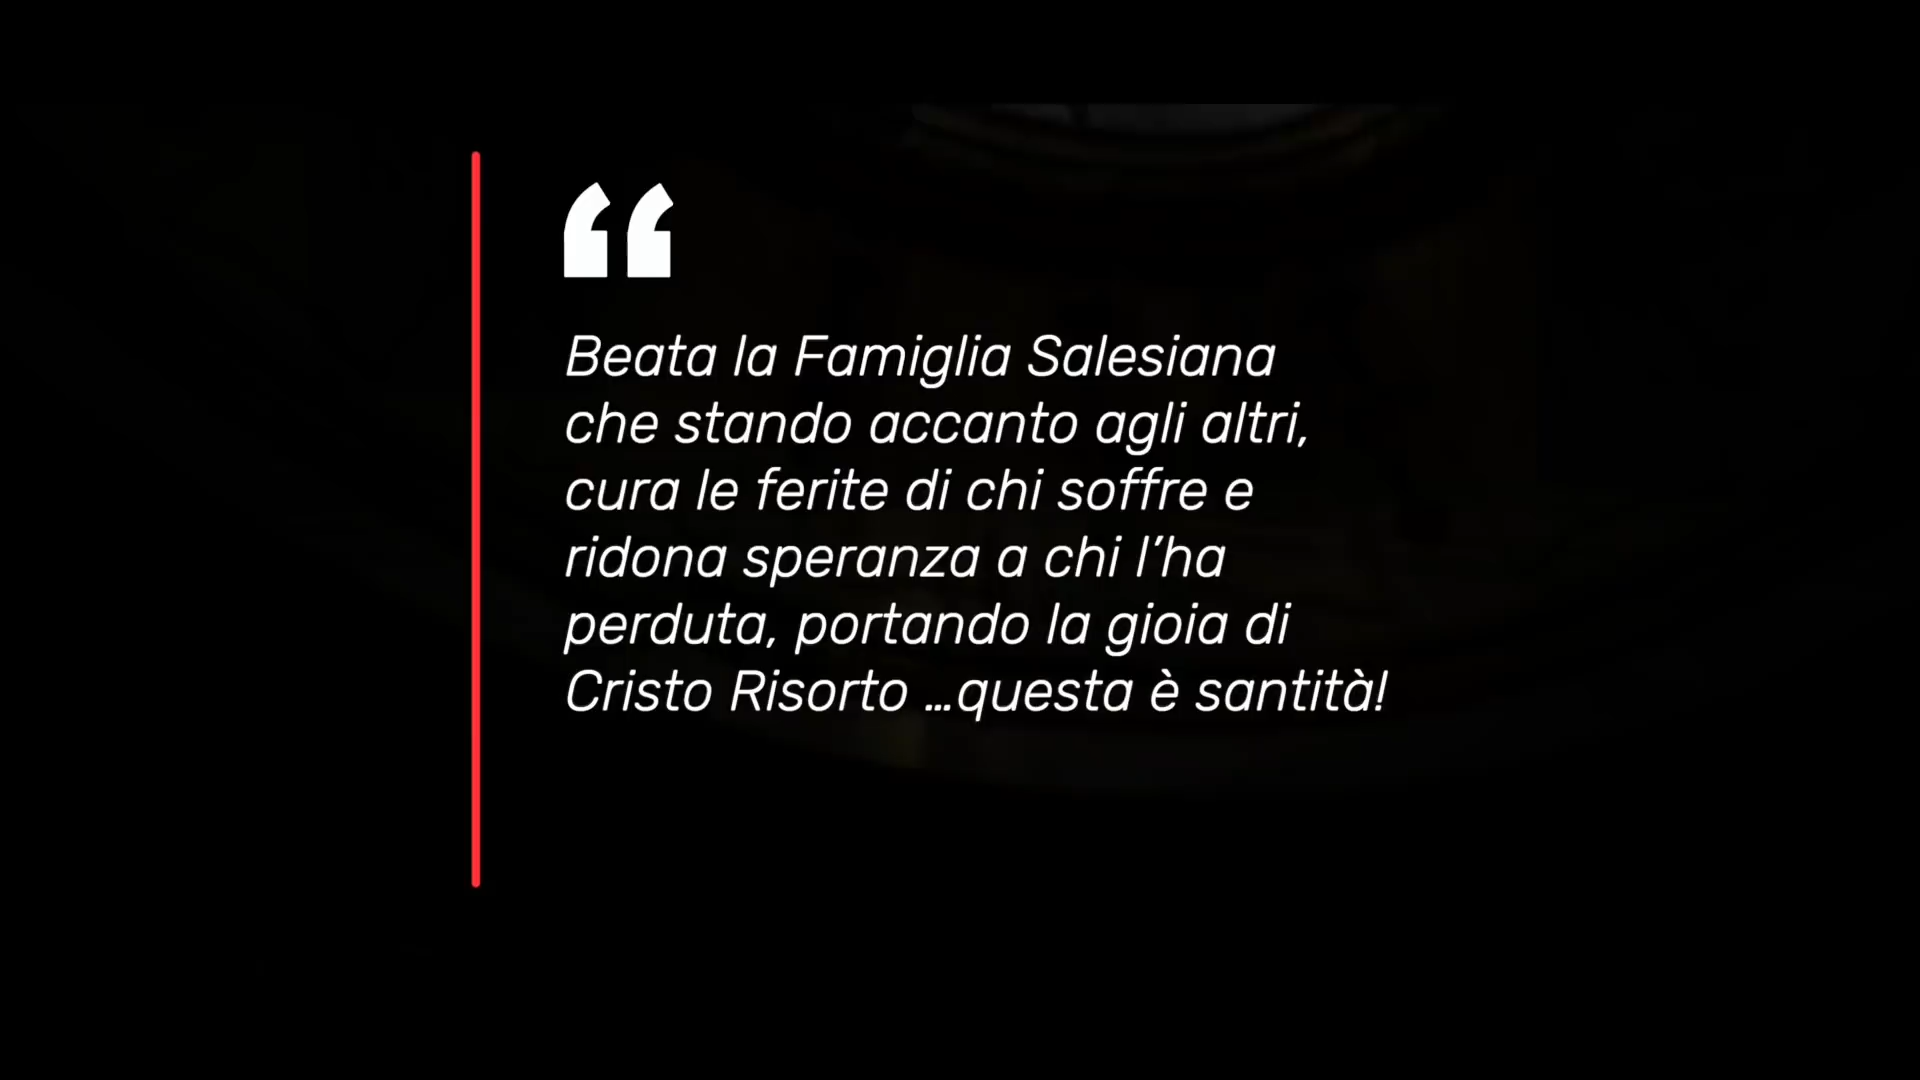 “
Beata la Famiglia Salesiana
che stando accanto agli altri,
cura le ferite di chi soffre e
ridona speranza a chi l’ha
perduta, portando la gioia di
Cristo Risorto …questa è santità!